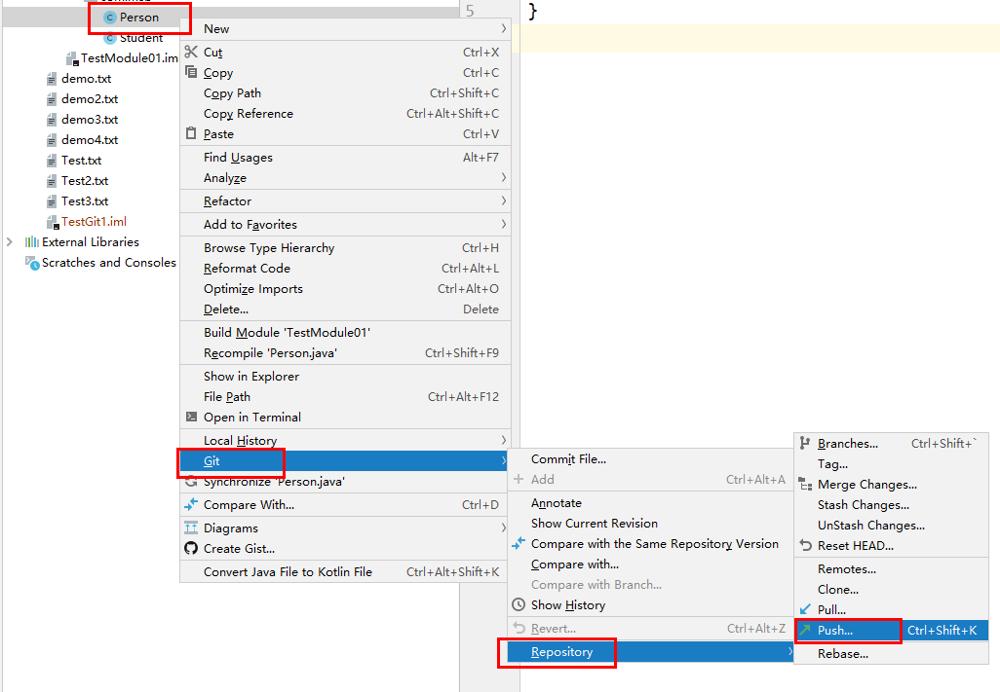 Person
Student
TestModule01.im
demo.txt
demo2.txt
demo3.txt
demo4.txt
Test.txt
Test2.txt
Test3.txt
TestGit1.iml
External Libraries
Scratches and Consoles
5
}
New
Cut Ctrl+X
Copy Ctrl+C
Copy Path Ctrl+Shift+C
Copy Reference Ctrl+Alt+Shift+C
Paste Ctrl+V
Find Usages Alt+F7
Analyze
Refactor
Add to Favorites
Browse Type Hierarchy Ctrl+H
Reformat Code Ctrl+Alt+L
Optimize Imports Ctrl+Alt+O
Delete... Delete
Build Module 'TestModule01'
Recompile 'Person.java' Ctrl+Shift+F9
Show in Explorer
File Path Ctrl+Alt+F12
Open in Terminal
Local History
Git
Synchronize 'Person.java'
Compare With... Ctrl+D
Diagrams
Create Gist...
Convert Java File to Kotlin File Ctrl+Alt+Shift+K
Commit File...
Add Ctrl+Alt+A
Annotate
Show Current Revision
Compare with the Same Repository Version
Compare with...
Compare with Branch...
Show History
Revert... Ctrl+Alt+Z
Repository
Branches... Ctrl+Shift+`
Tag...
Merge Changes...
Stash Changes...
UnStash Changes...
Reset HEAD...
Remotes...
Clone...
Pull...
Push... Ctrl+Shift+K
Rebase...